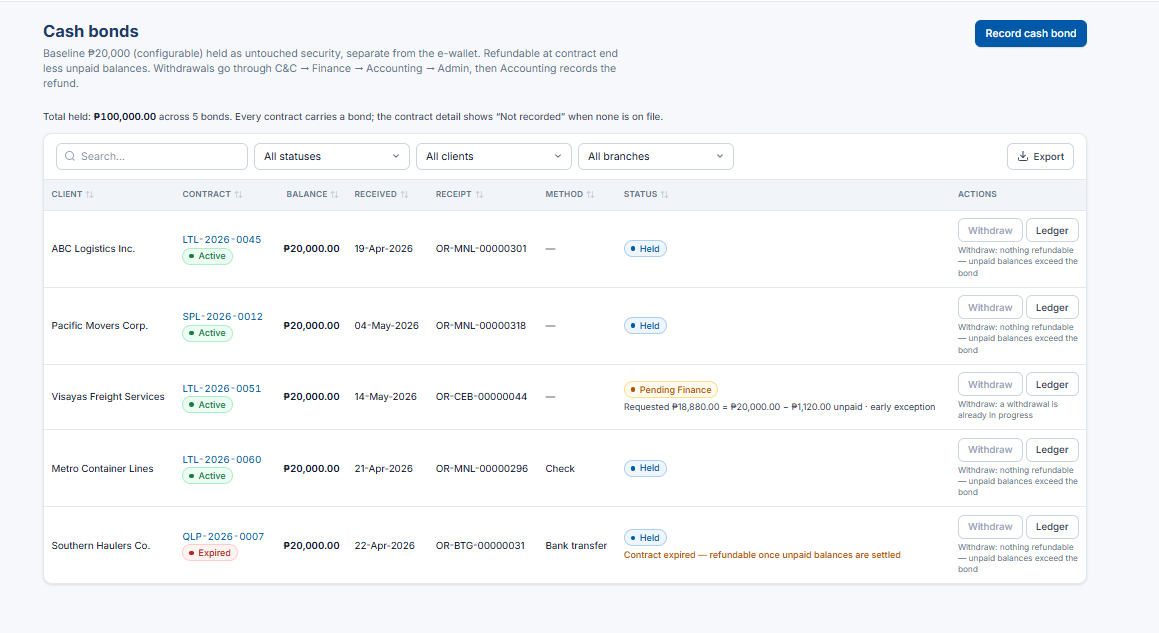 Cash bonds
Record cash bond
Baseline ₱20,000 (configurable) held as untouched security, separate from the e-wallet. Refundable at contract end
less unpaid balances. Withdrawals go through C&C → Finance → Accounting → Admin, then Accounting records the
refund.
Total held: ₱100,000.00 across 5 bonds. Every contract carries a bond; the contract detail shows "Not recorded" when none is on file.
Search... All statuses All clients All branches Export
CLIENT CONTRACT BALANCE RECEIVED RECEIPT METHOD STATUS ACTIONS
ABC Logistics Inc.
LTL-2026-0045
Active
₱20,000.00
19-Apr-2026
OR-MNL-00000301
—
Held
Withdraw Ledger
Withdraw: nothing refundable
— unpaid balances exceed the
bond
Pacific Movers Corp.
SPL-2026-0012
Active
₱20,000.00
04-May-2026
OR-MNL-00000318
—
Held
Withdraw Ledger
Withdraw: nothing refundable
— unpaid balances exceed the
bond
Visayas Freight Services
LTL-2026-0051
Active
₱20,000.00
14-May-2026
OR-CEB-00000044
—
Pending Finance
Requested ₱18,880.00 = ₱20,000.00 − ₱1,120.00 unpaid · early exception
Withdraw Ledger
Withdraw: a withdrawal is
already in progress
Metro Container Lines
LTL-2026-0060
Active
₱20,000.00
21-Apr-2026
OR-MNL-00000296
Check
Held
Withdraw Ledger
Withdraw: nothing refundable
— unpaid balances exceed the
bond
Southern Haulers Co.
QLP-2026-0007
Expired
₱20,000.00
22-Apr-2026
OR-BTG-00000031
Bank transfer
Held
Contract expired — refundable once unpaid balances are settled
Withdraw Ledger
Withdraw: nothing refundable
— unpaid balances exceed the
bond